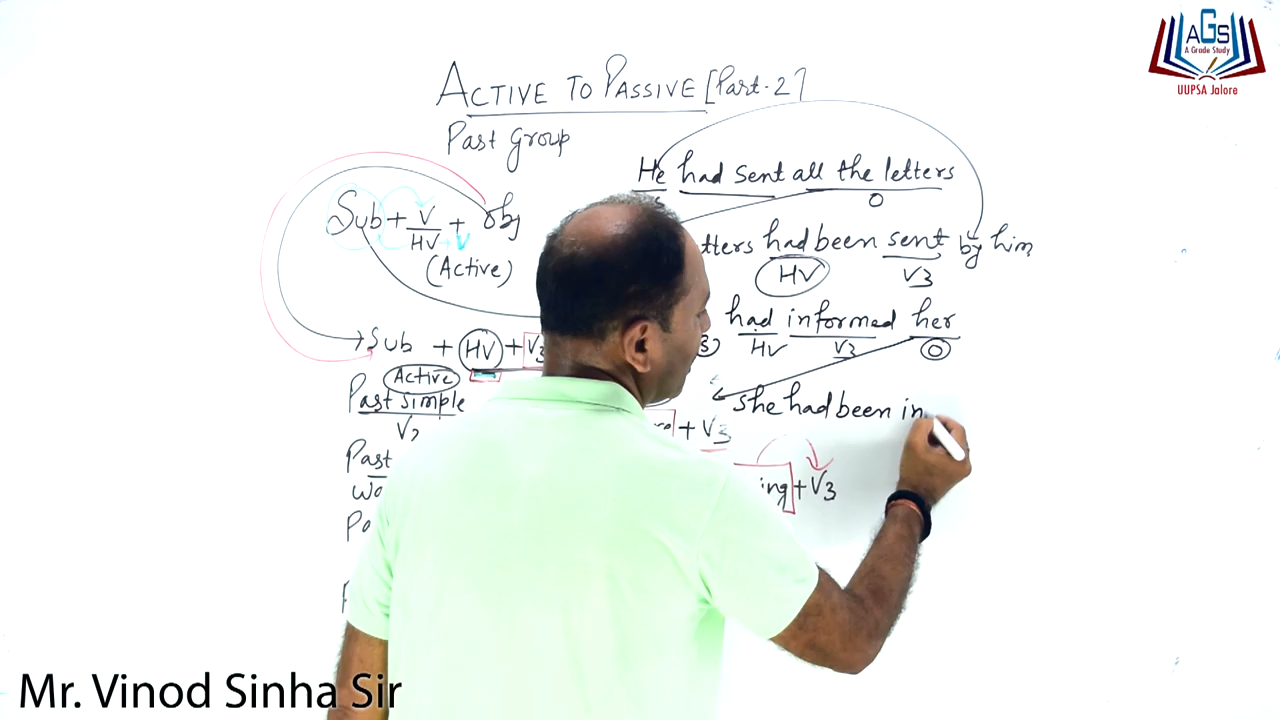 AGS
A Grade Study
UUPSA Jalore
ACTIVE TO PASSIVE [Part-2]
Past Group
He had sent all the letters
O
Sub + V/HV + V + Obj
(Active)
tters had been sent by him
HV V3
had informed her
HV V3 O
Sub + HV + V3
Active
Past simple
V2
she had been in
+ V3
Past
ing + V3
wo
Po
Mr. Vinod Sinha Sir